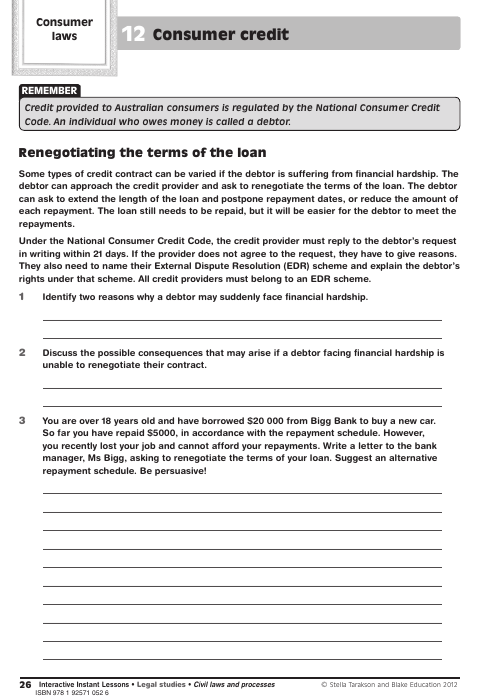 Consumer
laws
12 Consumer credit
REMEMBER
Credit provided to Australian consumers is regulated by the National Consumer Credit
Code. An individual who owes money is called a debtor.
Renegotiating the terms of the loan
Some types of credit contract can be varied if the debtor is suffering from financial hardship. The
debtor can approach the credit provider and ask to renegotiate the terms of the loan. The debtor
can ask to extend the length of the loan and postpone repayment dates, or reduce the amount of
each repayment. The loan still needs to be repaid, but it will be easier for the debtor to meet the
repayments.
Under the National Consumer Credit Code, the credit provider must reply to the debtor's request
in writing within 21 days. If the provider does not agree to the request, they have to give reasons.
They also need to name their External Dispute Resolution (EDR) scheme and explain the debtor's
rights under that scheme. All credit providers must belong to an EDR scheme.
1 Identify two reasons why a debtor may suddenly face financial hardship.
2 Discuss the possible consequences that may arise if a debtor facing financial hardship is
unable to renegotiate their contract.
3 You are over 18 years old and have borrowed $20 000 from Bigg Bank to buy a new car.
So far you have repaid $5000, in accordance with the repayment schedule. However,
you recently lost your job and cannot afford your repayments. Write a letter to the bank
manager, Ms Bigg, asking to renegotiate the terms of your loan. Suggest an alternative
repayment schedule. Be persuasive!
26 Interactive Instant Lessons • Legal studies • Civil laws and processes © Stella Tarakson and Blake Education 2012
ISBN 978 1 92571 052 6